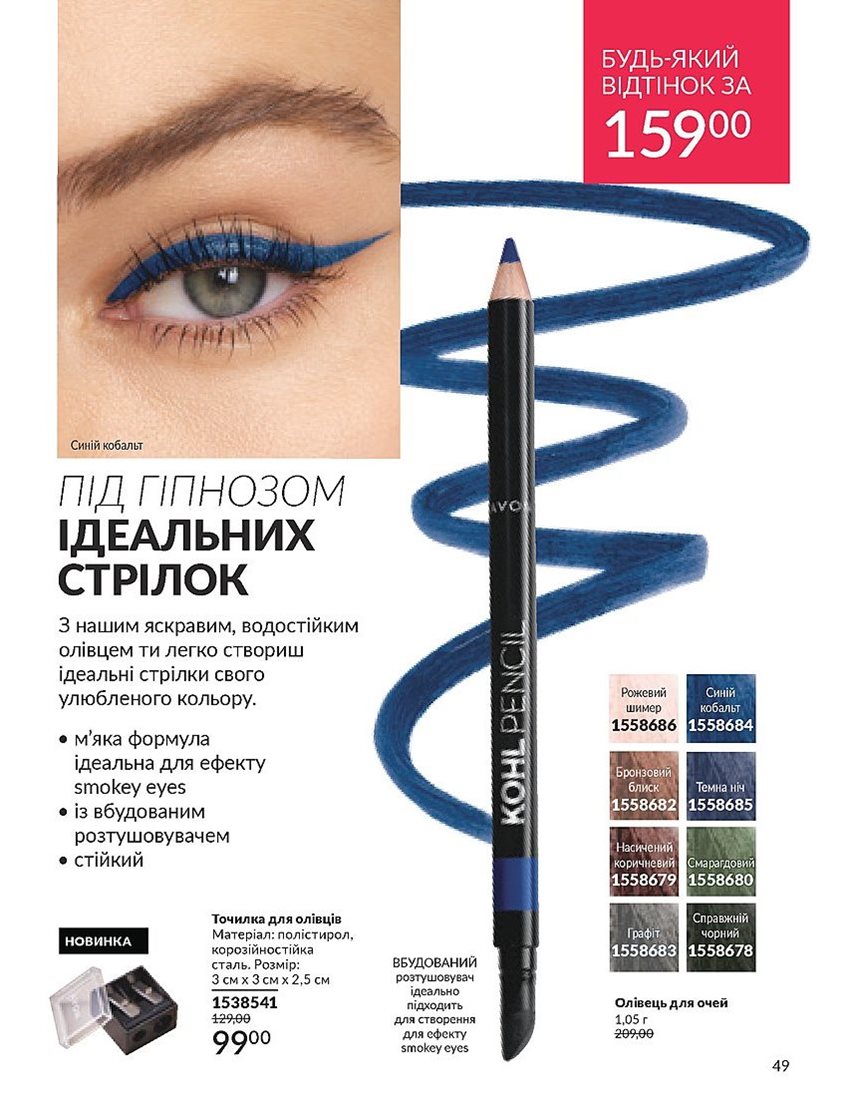 БУДЬ-ЯКИЙ
ВІДТІНОК ЗА
159⁰⁰
Синій кобальт
ПІД ГІПНОЗОМ
ІДЕАЛЬНИХ
СТРІЛОК
З нашим яскравим, водостійким
олівцем ти легко створиш
ідеальні стрілки свого
улюбленого кольору.
• м'яка формула
ідеальна для ефекту
smokey eyes
• із вбудованим
розтушовувачем
• стійкий
AVON
KOHL PENCIL
Рожевий
шимер
1558686
Синій
кобальт
1558684
Бронзовий
блиск
1558682
Темна ніч
1558685
Насичений
коричневий
1558679
Смарагдовий
1558680
Графіт
1558683
Справжній
чорний
1558678
НОВИНКА
Точилка для олівців
Матеріал: полістирол,
корозійностійка
сталь. Розмір:
3 см х 3 см х 2,5 см
1538541
129,00
99⁰⁰
ВБУДОВАНИЙ
розтушовувач
ідеально
підходить
для створення
для ефекту
smokey eyes
Олівець для очей
1,05 г
209,00
49